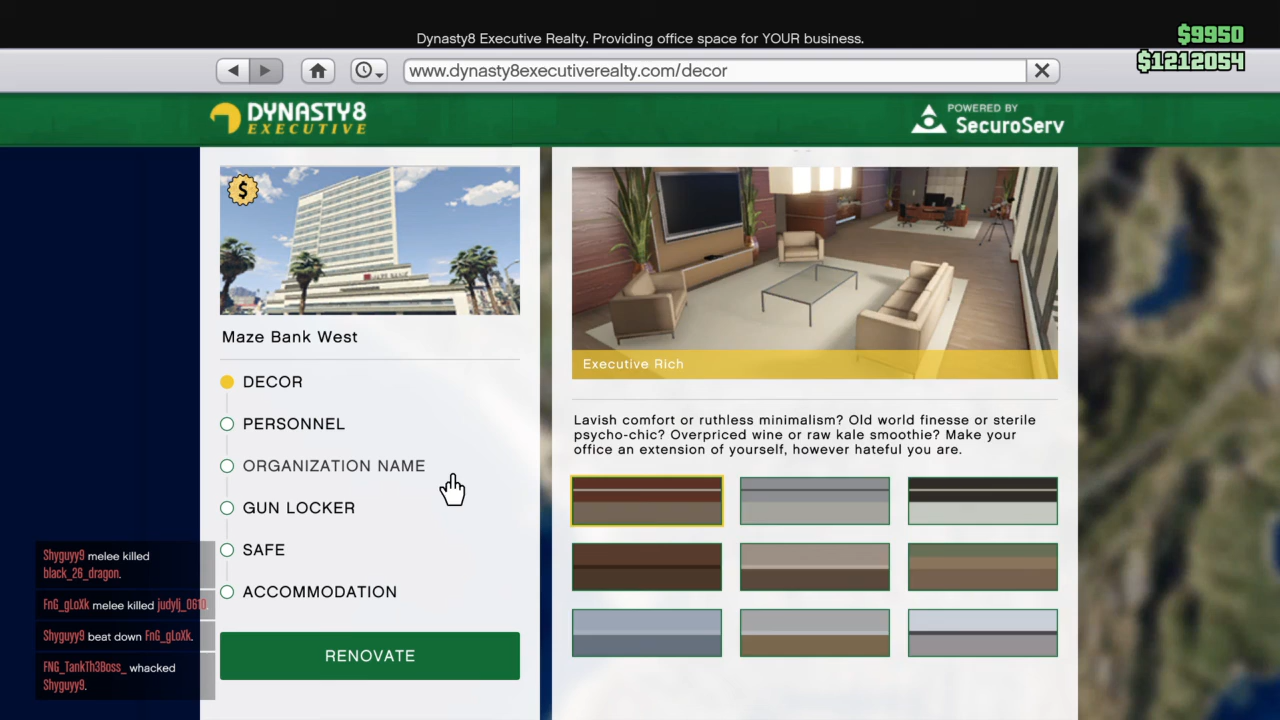 Dynasty8 Executive Realty. Providing office space for YOUR business.
$9950
$1212054
www.dynasty8executiverealty.com/decor
DYNASTY8
EXECUTIVE
POWERED BY
SecuroServ
$
MAZE BANK
Maze Bank West
DECOR
PERSONNEL
ORGANIZATION NAME
GUN LOCKER
SAFE
ACCOMMODATION
RENOVATE
Executive Rich
Lavish comfort or ruthless minimalism? Old world finesse or sterile
psycho-chic? Overpriced wine or raw kale smoothie? Make your
office an extension of yourself, however hateful you are.
Shyguyy9 melee killed
black_26_dragon.
FnG_gLoXk melee killed judylj_0610.
Shyguyy9 beat down FnG_gLoXk.
FNG_TankTh3Boss_ whacked
Shyguyy9.